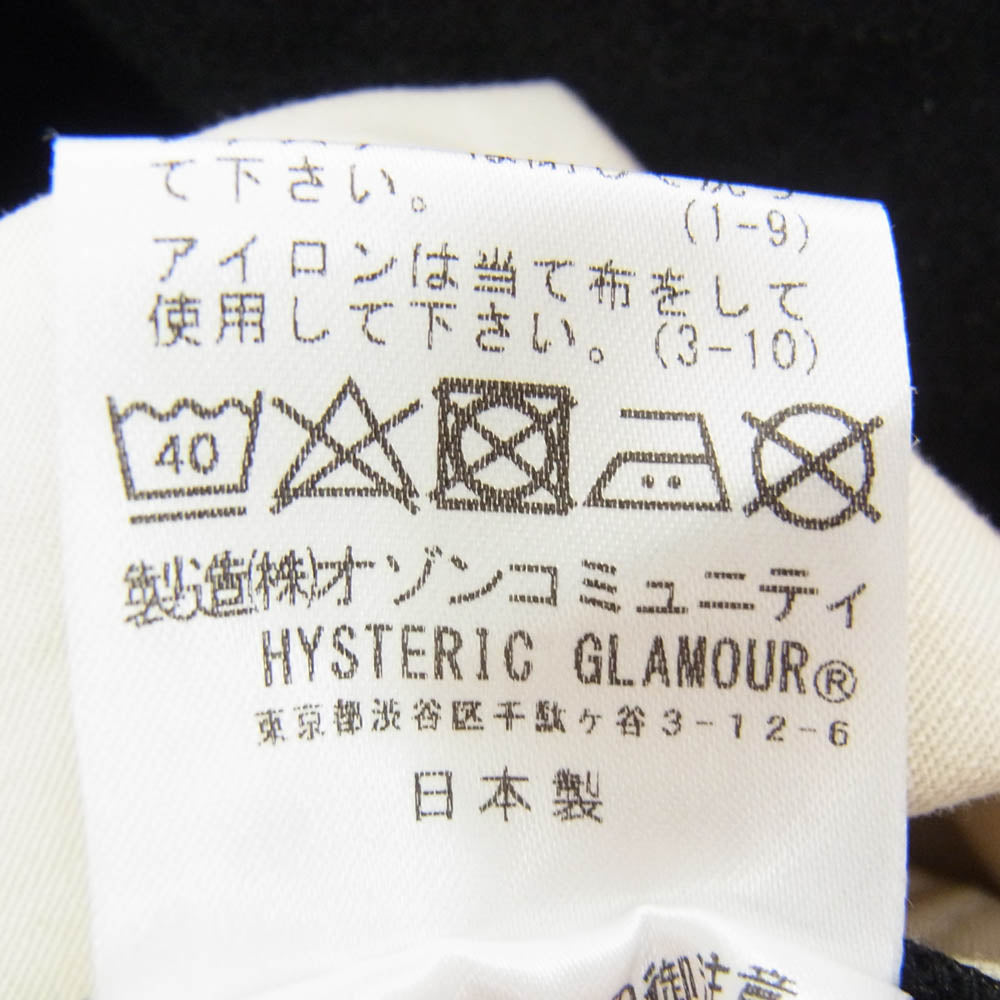 て下さい。
(1-9)
アイロンは当て布をして
使用して下さい。(3-10)
40
製造(株)オゾンコミュニティ
HYSTERIC GLAMOUR®
東京都渋谷区千駄ヶ谷3-12-6
日本製
御注意